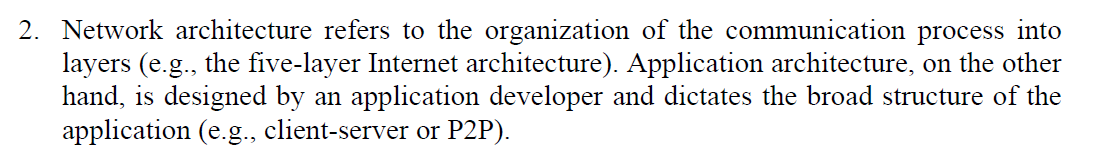 2. Network architecture refers to the organization of the communication process into
layers (e.g., the five-layer Internet architecture). Application architecture, on the other
hand, is designed by an application developer and dictates the broad structure of the
application (e.g., client-server or P2P).